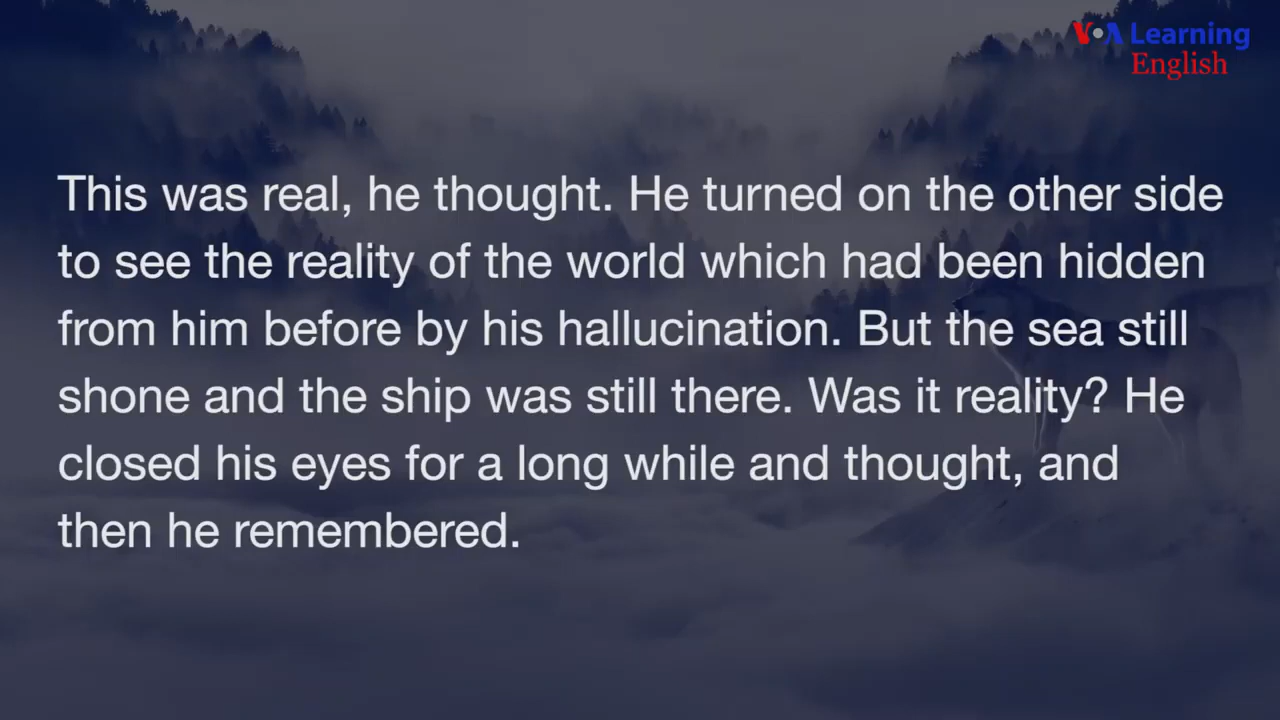 VOA Learning
English
This was real, he thought. He turned on the other side
to see the reality of the world which had been hidden
from him before by his hallucination. But the sea still
shone and the ship was still there. Was it reality? He
closed his eyes for a long while and thought, and
then he remembered.